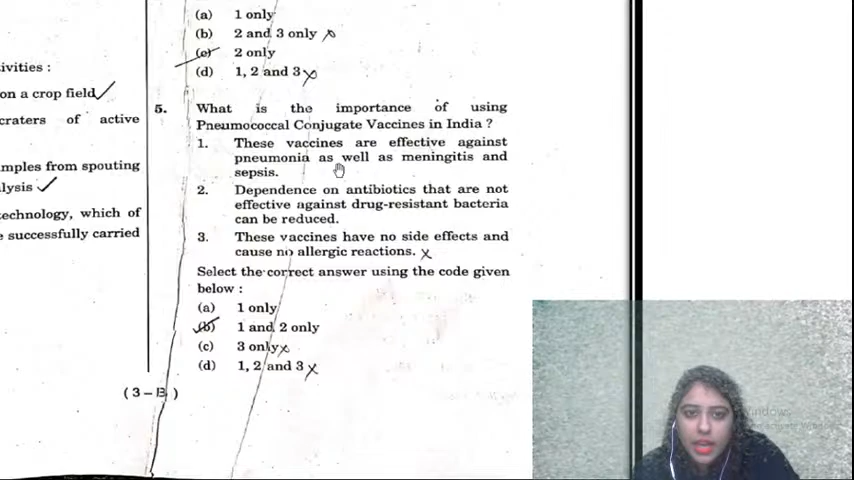 (a) 1 only
(b) 2 and 3 only
(c) 2 only
(d) 1, 2 and 3
ivities :
on a crop field
craters of active
mples from spouting
lysis
technology, which of
e successfully carried
5. What is the importance of using
Pneumococcal Conjugate Vaccines in India ?
1. These vaccines are effective against
pneumonia as well as meningitis and
sepsis.
2. Dependence on antibiotics that are not
effective against drug-resistant bacteria
can be reduced.
3. These vaccines have no side effects and
cause no allergic reactions.
Select the correct answer using the code given
below :
(a) 1 only
(b) 1 and 2 only
(c) 3 only
(d) 1, 2 and 3
( 3 – B )
Windows
activate Windows